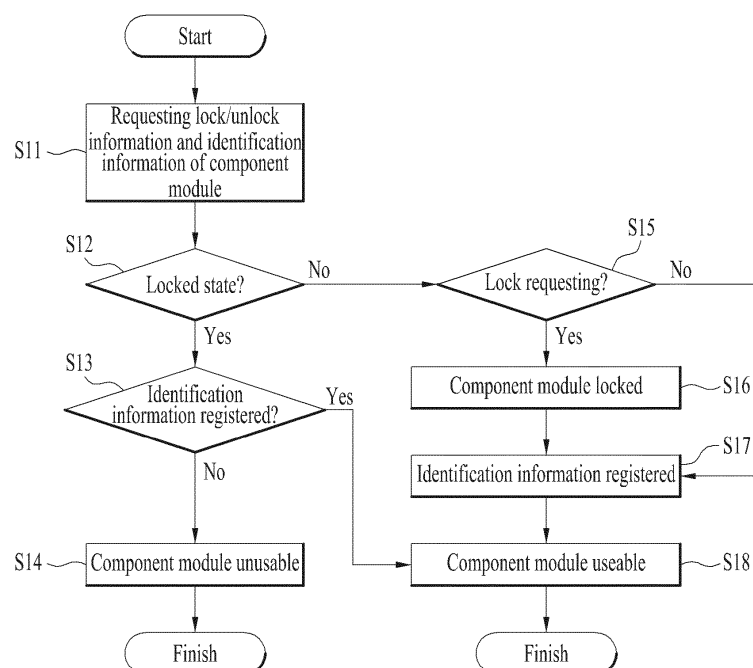 Start
S11
Requesting lock/unlock
information and identification
information of component
module
S12
Locked state?
No
S15
Lock requesting?
No
Yes
Yes
S13
Identification
information registered?
Yes
Component module locked
S16
No
Identification information registered
S17
S14
Component module unusable
Component module useable
S18
Finish
Finish